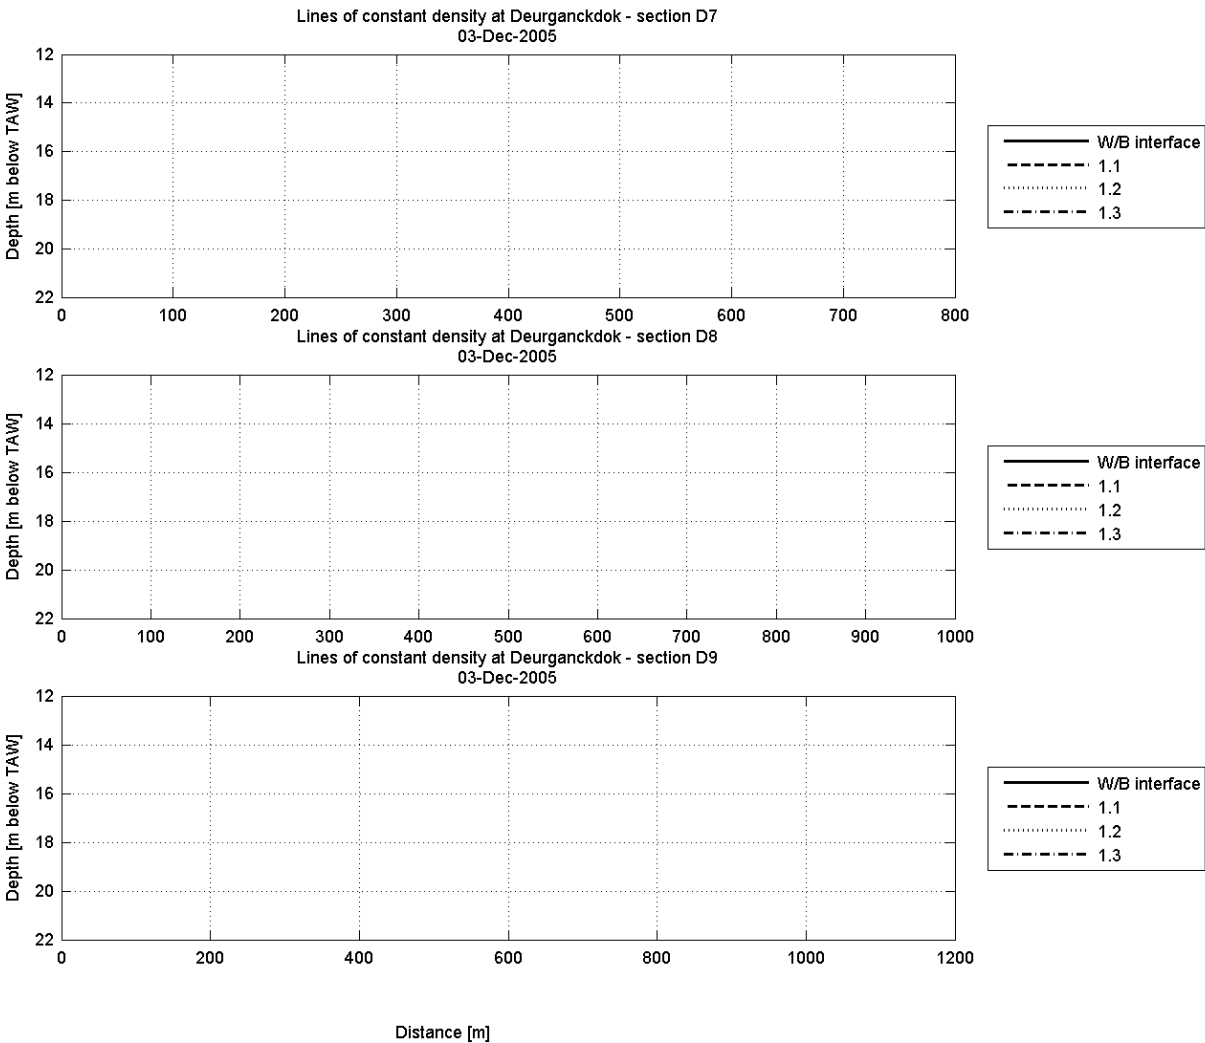 Lines of constant density at Deurganckdok - section D7
03-Dec-2005
Depth [m below TAW]
12
14
16
18
20
22
0 100 200 300 400 500 600 700 800
W/B interface
1.1
1.2
1.3
Lines of constant density at Deurganckdok - section D8
03-Dec-2005
Depth [m below TAW]
12
14
16
18
20
22
0 100 200 300 400 500 600 700 800 900 1000
W/B interface
1.1
1.2
1.3
Lines of constant density at Deurganckdok - section D9
03-Dec-2005
Depth [m below TAW]
12
14
16
18
20
22
0 200 400 600 800 1000 1200
W/B interface
1.1
1.2
1.3
Distance [m]